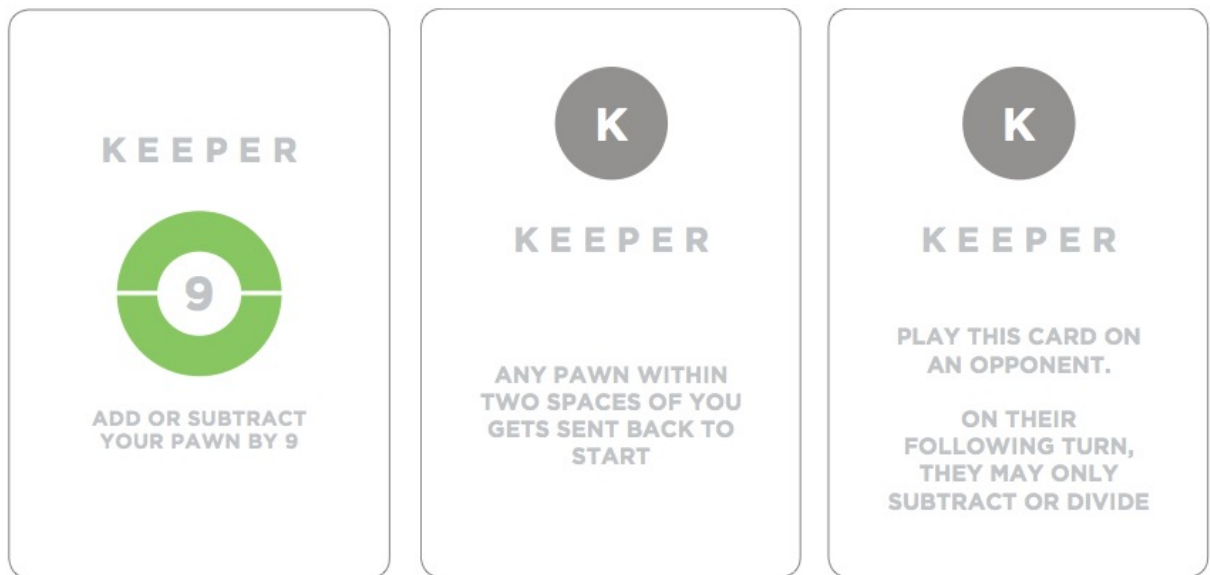 KEEPER
9
ADD OR SUBTRACT
YOUR PAWN BY 9
K
KEEPER
ANY PAWN WITHIN
TWO SPACES OF YOU
GETS SENT BACK TO
START
K
KEEPER
PLAY THIS CARD ON
AN OPPONENT.
ON THEIR
FOLLOWING TURN,
THEY MAY ONLY
SUBTRACT OR DIVIDE